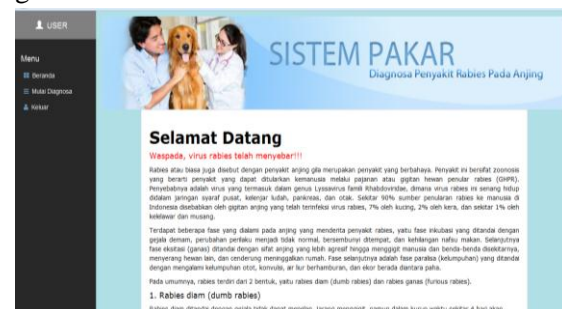 USER
Menu
Beranda
Mulai Diagnosa
Keluar
SISTEM PAKAR
Diagnosa Penyakit Rabies Pada Anjing
Selamat Datang
Waspada, virus rabies telah menyebar!!!
Rabies atau biasa juga disebut dengan penyakit anjing gila merupakan penyakit yang berbahaya. Penyakit ini bersifat zoonosis
yang berarti penyakit yang dapat ditularkan kemanusia melalui pajanan atau gigitan hewan penular rabies (GHPR).
Penyebabnya adalah virus yang termasuk dalam genus Lyssavirus famili Rhabdoviridae, dimana virus rabies ini senang hidup
didalam jaringan syaraf pusat, kelenjar ludah, pankreas, dan otak. Sekitar 90% sumber penularan rabies ke manusia di
Indonesia disebabkan oleh gigitan anjing yang telah terinfeksi virus rabies, 7% oleh kucing, 2% oleh kera, dan sekitar 1% oleh
kelelawar dan musang.
Terdapat beberapa fase yang dialami pada anjing yang menderita penyakit rabies, yaitu fase inkubasi yang ditandai dengan
gejala demam, perubahan perilaku menjadi tidak normal, bersembunyi ditempat, dan kehilangan nafsu makan. Selanjutnya
fase eksitasi (ganas) ditandai dengan sifat anjing yang lebih agresif hingga menggigit manusia dan benda-benda disekitarnya,
menyerang hewan lain, dan cenderung meninggalkan rumah. Fase selanjutnya adalah fase paralisa (kelumpuhan) yang ditandai
dengan mengalami kelumpuhan otot, konvulsi, air liur berhamburan, dan ekor berada diantara paha.
Pada umumnya, rabies terdiri dari 2 bentuk, yaitu rabies diam (dumb rabies) dan rabies ganas (furious rabies).
1. Rabies diam (dumb rabies)